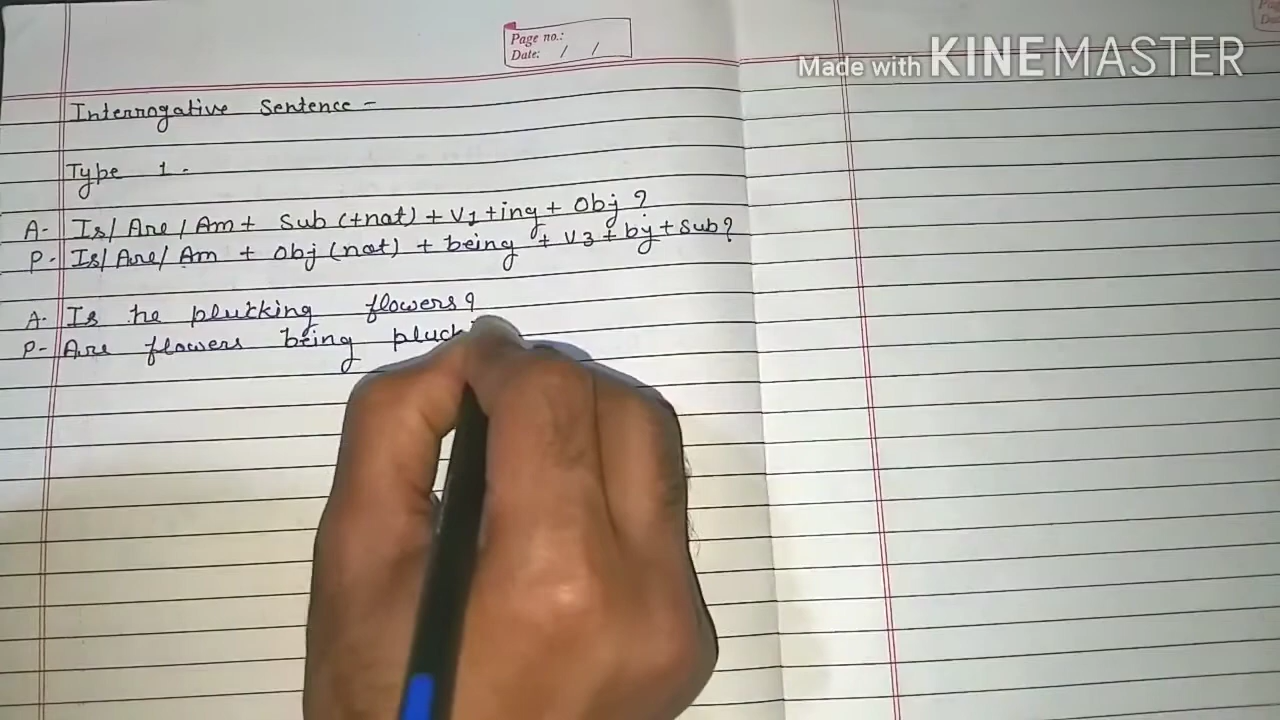 Page no.:
Date: / /
Made with KINEMASTER
Interrogative Sentence -
Type 1.
A- Is/Are/Am + Sub (+not) + V1 + ing + Obj ?
P- Is/Are/Am + Obj (not) + being + V3 + by + Sub?
A- Is he plucking flowers?
P- Are flowers being pluck